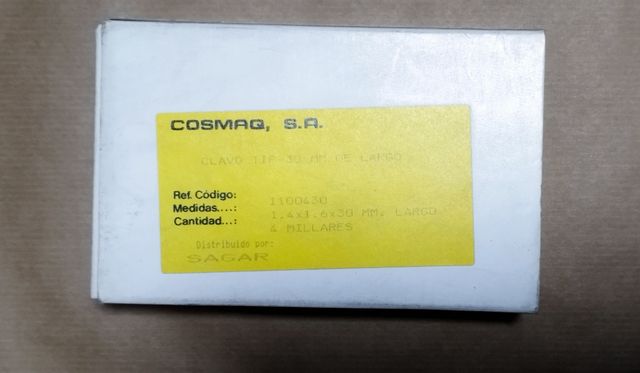 COSMAQ, S.A.
CLAVO TIP-30 MM DE LARGO
Ref. Código: 1100430
Medidas....: 1.4x1.6x30 MM. LARGO
Cantidad...: 4 MILLARES
Distribuido por:
SAGAR